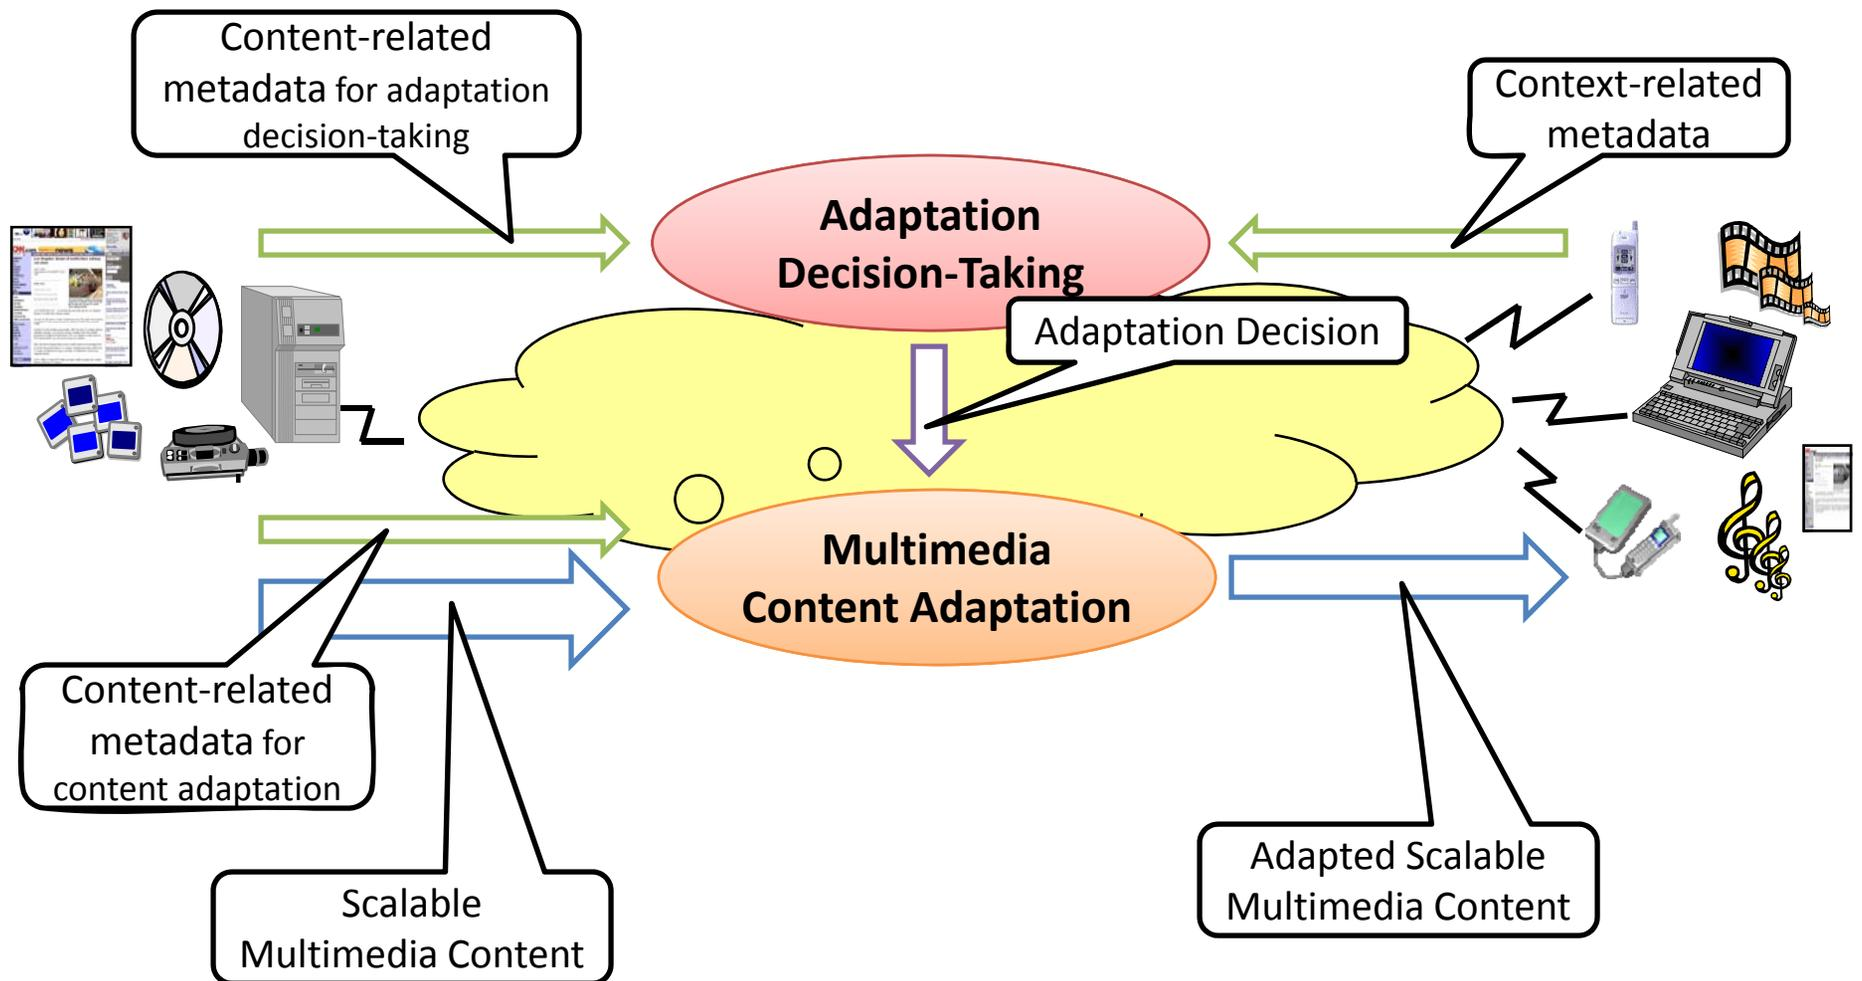 Content-related
metadata for adaptation
decision-taking
Context-related
metadata
Adaptation
Decision-Taking
Adaptation Decision
Multimedia
Content Adaptation
Content-related
metadata for
content adaptation
Scalable
Multimedia Content
Adapted Scalable
Multimedia Content